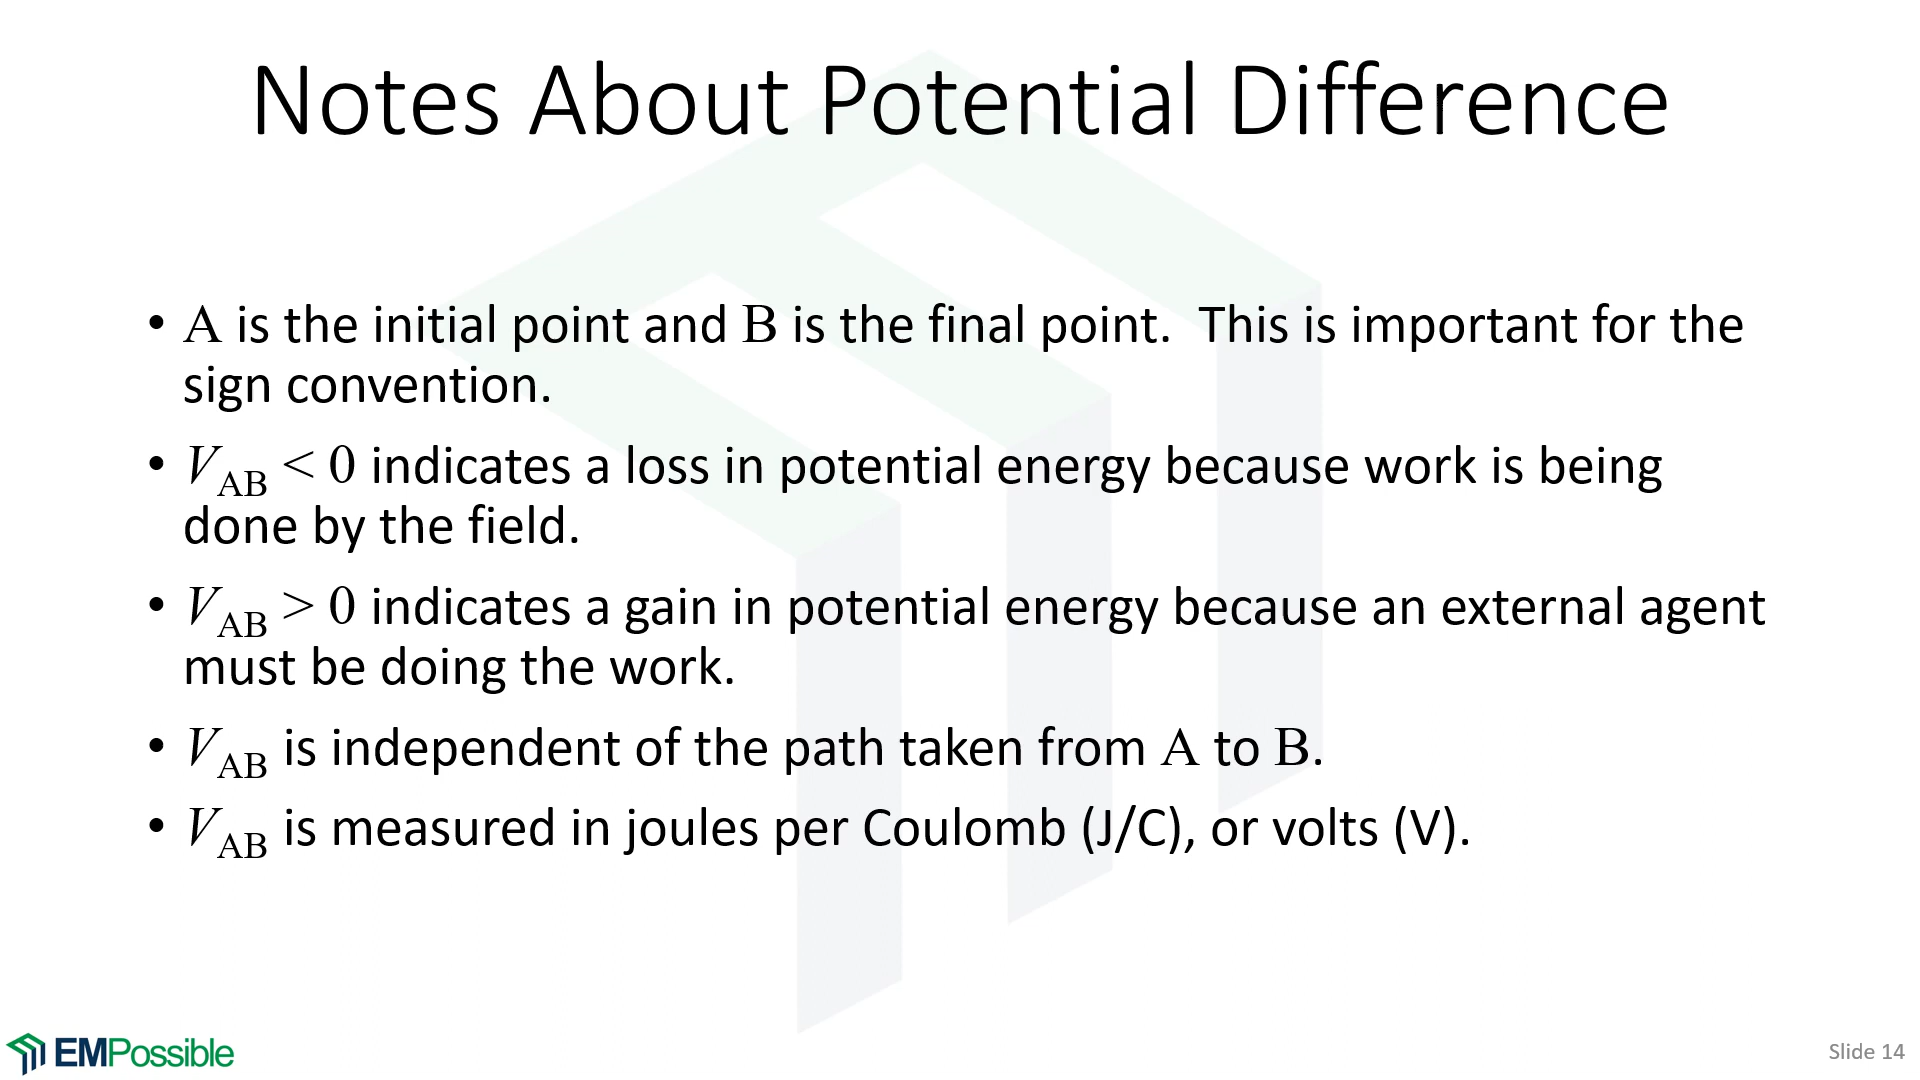 Notes About Potential Difference
• A is the initial point and B is the final point.  This is important for the
sign convention.
• V_AB < 0 indicates a loss in potential energy because work is being
done by the field.
• V_AB > 0 indicates a gain in potential energy because an external agent
must be doing the work.
• V_AB is independent of the path taken from A to B.
• V_AB is measured in joules per Coulomb (J/C), or volts (V).
EMPossible
Slide 14